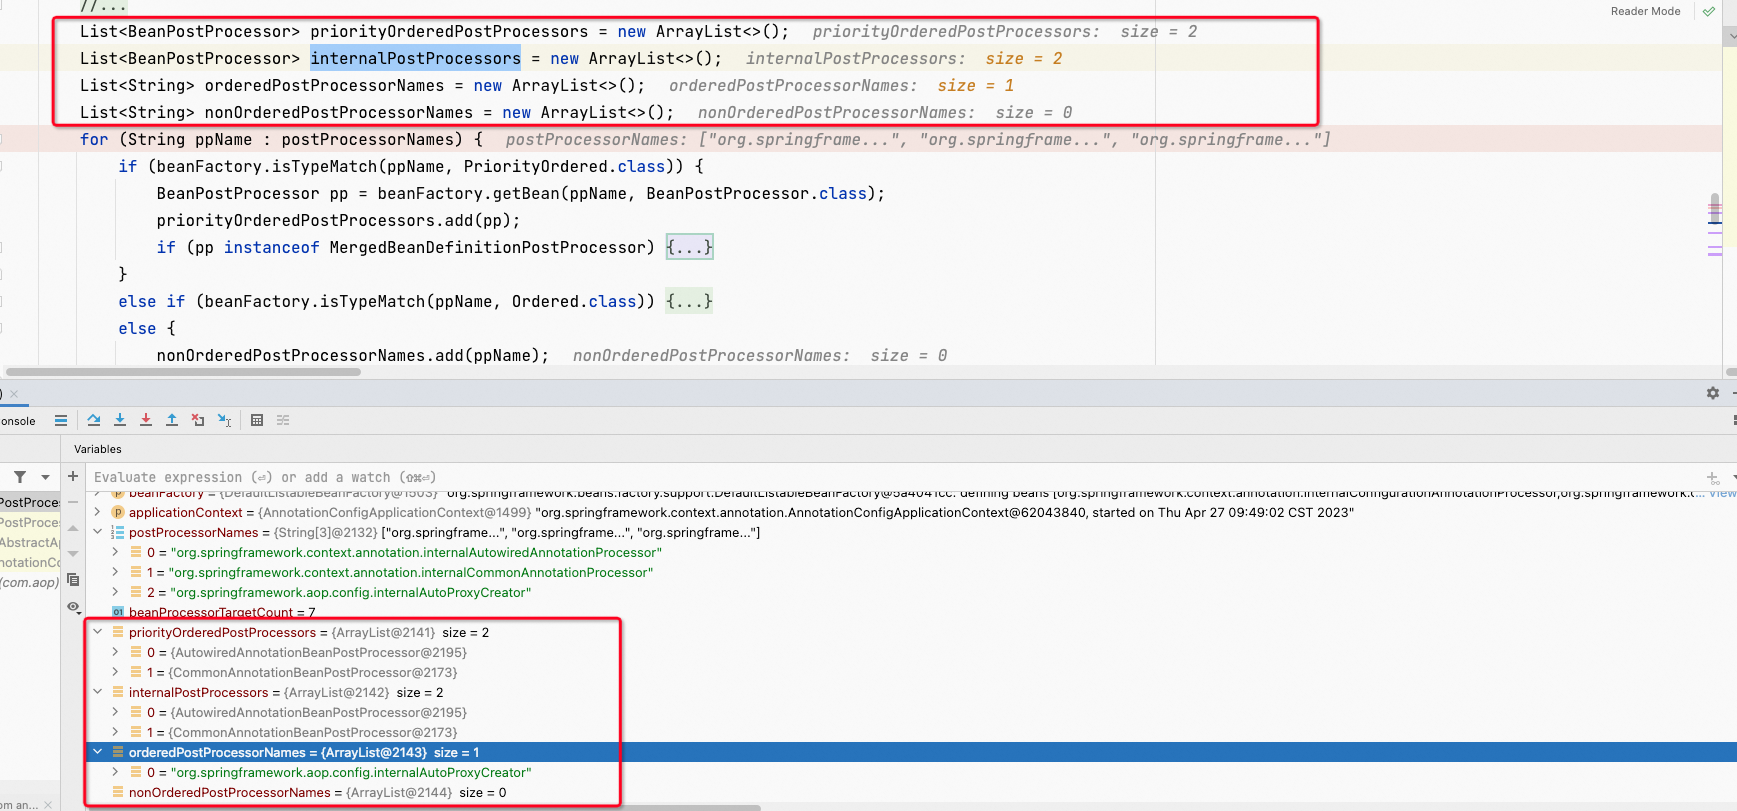 //...
Reader Mode
List<BeanPostProcessor> priorityOrderedPostProcessors = new ArrayList<>(); priorityOrderedPostProcessors: size = 2
List<BeanPostProcessor> internalPostProcessors = new ArrayList<>(); internalPostProcessors: size = 2
List<String> orderedPostProcessorNames = new ArrayList<>(); orderedPostProcessorNames: size = 1
List<String> nonOrderedPostProcessorNames = new ArrayList<>(); nonOrderedPostProcessorNames: size = 0
for (String ppName : postProcessorNames) { postProcessorNames: ["org.springframe...", "org.springframe...", "org.springframe..."]
if (beanFactory.isTypeMatch(ppName, PriorityOrdered.class)) {
BeanPostProcessor pp = beanFactory.getBean(ppName, BeanPostProcessor.class);
priorityOrderedPostProcessors.add(pp);
if (pp instanceof MergedBeanDefinitionPostProcessor) {...}
}
else if (beanFactory.isTypeMatch(ppName, Ordered.class)) {...}
else {
nonOrderedPostProcessorNames.add(ppName); nonOrderedPostProcessorNames: size = 0
)
onsole
Variables
Evaluate expression (⏎) or add a watch (⇧⌘⏎)
beanFactory = {DefaultListableBeanFactory@1503} "org.springframework.beans.factory.support.DefaultListableBeanFactory@5a4041cc: defining beans [org.springframework.context.annotation.internalConfigurationAnnotationProcessor,org.springframework.c... View
PostProces
applicationContext = {AnnotationConfigApplicationContext@1499} "org.springframework.context.annotation.AnnotationConfigApplicationContext@62043840, started on Thu Apr 27 09:49:02 CST 2023"
PostProces
postProcessorNames = {String[3]@2132} ["org.springframe...", "org.springframe...", "org.springframe..."]
AbstractAp
0 = "org.springframework.context.annotation.internalAutowiredAnnotationProcessor"
notationCo
1 = "org.springframework.context.annotation.internalCommonAnnotationProcessor"
(com.aop)
2 = "org.springframework.aop.config.internalAutoProxyCreator"
beanProcessorTargetCount = 7
priorityOrderedPostProcessors = {ArrayList@2141} size = 2
0 = {AutowiredAnnotationBeanPostProcessor@2195}
1 = {CommonAnnotationBeanPostProcessor@2173}
internalPostProcessors = {ArrayList@2142} size = 2
0 = {AutowiredAnnotationBeanPostProcessor@2195}
1 = {CommonAnnotationBeanPostProcessor@2173}
orderedPostProcessorNames = {ArrayList@2143} size = 1
0 = "org.springframework.aop.config.internalAutoProxyCreator"
nonOrderedPostProcessorNames = {ArrayList@2144} size = 0
om an...